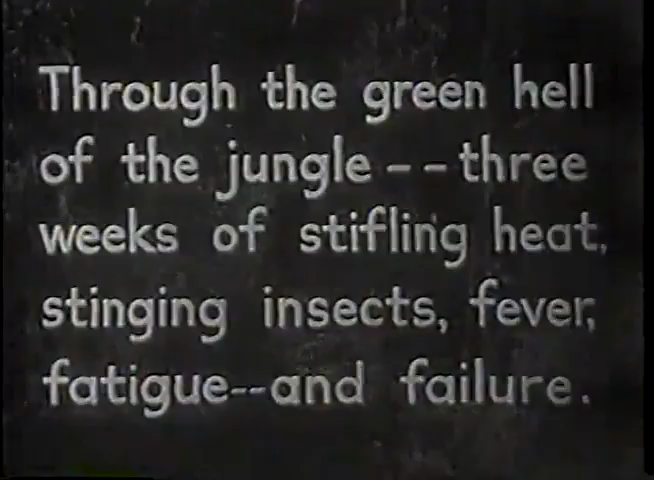 Through the green hell
of the jungle -- three
weeks of stifling heat,
stinging insects, fever,
fatigue--and failure.